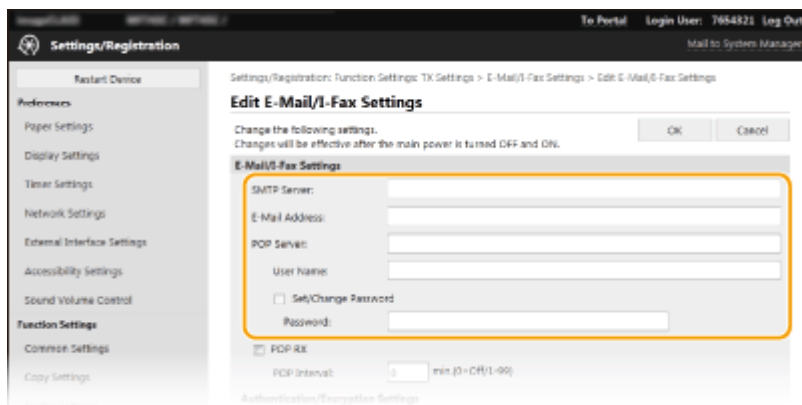 To Portal Login User: 7654321 Log Out
Settings/Registration
Mail to System Manager
Restart Device
Preferences
Paper Settings
Display Settings
Timer Settings
Network Settings
External Interface Settings
Accessibility Settings
Sound Volume Control
Function Settings
Common Settings
Copy Settings
Settings/Registration: Function Settings: TX Settings > E-Mail/I-Fax Settings > Edit E-Mail/I-Fax Settings
Edit E-Mail/I-Fax Settings
Change the following settings.
Changes will be effective after the main power is turned OFF and ON.
OK Cancel
E-Mail/I-Fax Settings
SMTP Server:
E-Mail Address:
POP Server:
User Name:
Set/Change Password
Password:
POP RX
POP Interval: 0 min.(0=Off/1-99)
Authentication/Encryption Settings